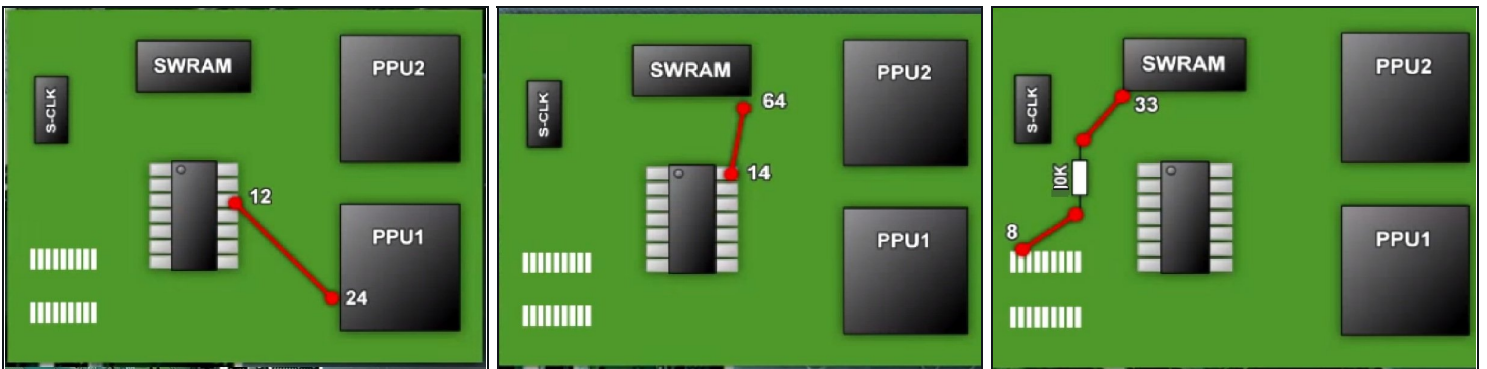 SWRAM
PPU2
S-CLK
12
PPU1
24
SWRAM
PPU2
64
S-CLK
14
PPU1
SWRAM
PPU2
33
S-CLK
10K
8
PPU1